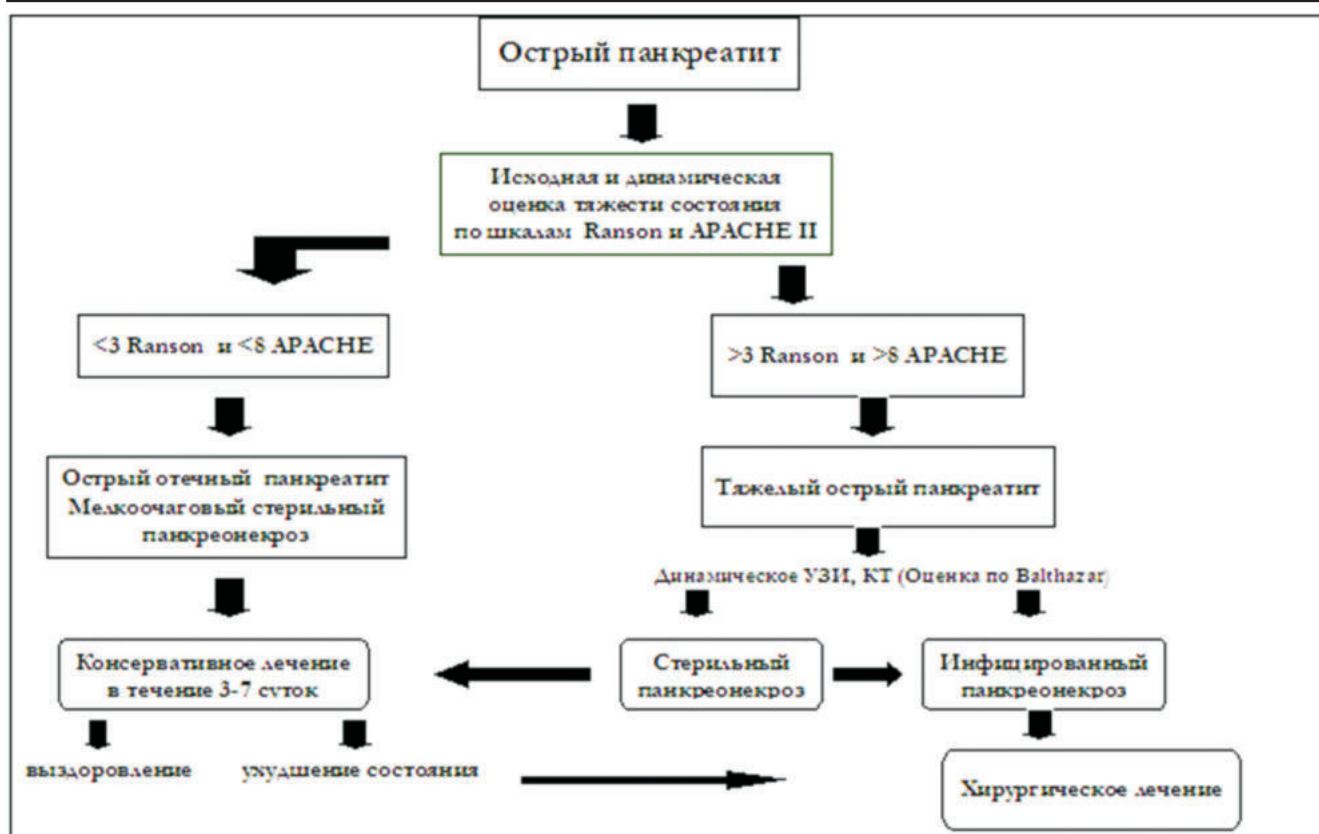 Острый панкреатит
Исходная и динамическая
оценка тяжести состояния
по шкалам Ranson и APACHE II
<3 Ranson и <8 APACHE
>3 Ranson и >8 APACHE
Острый отечный панкреатит
Мелкоочаговый стерильный
панкреонекроз
Тяжелый острый панкреатит
Динамическое УЗИ, КТ (Оценка по Balthazar)
Консервативное лечение
в течение 3-7 суток
Стерильный
панкреонекроз
Инфицированный
панкреонекроз
выздоровление
ухудшение состояния
Хирургическое лечение